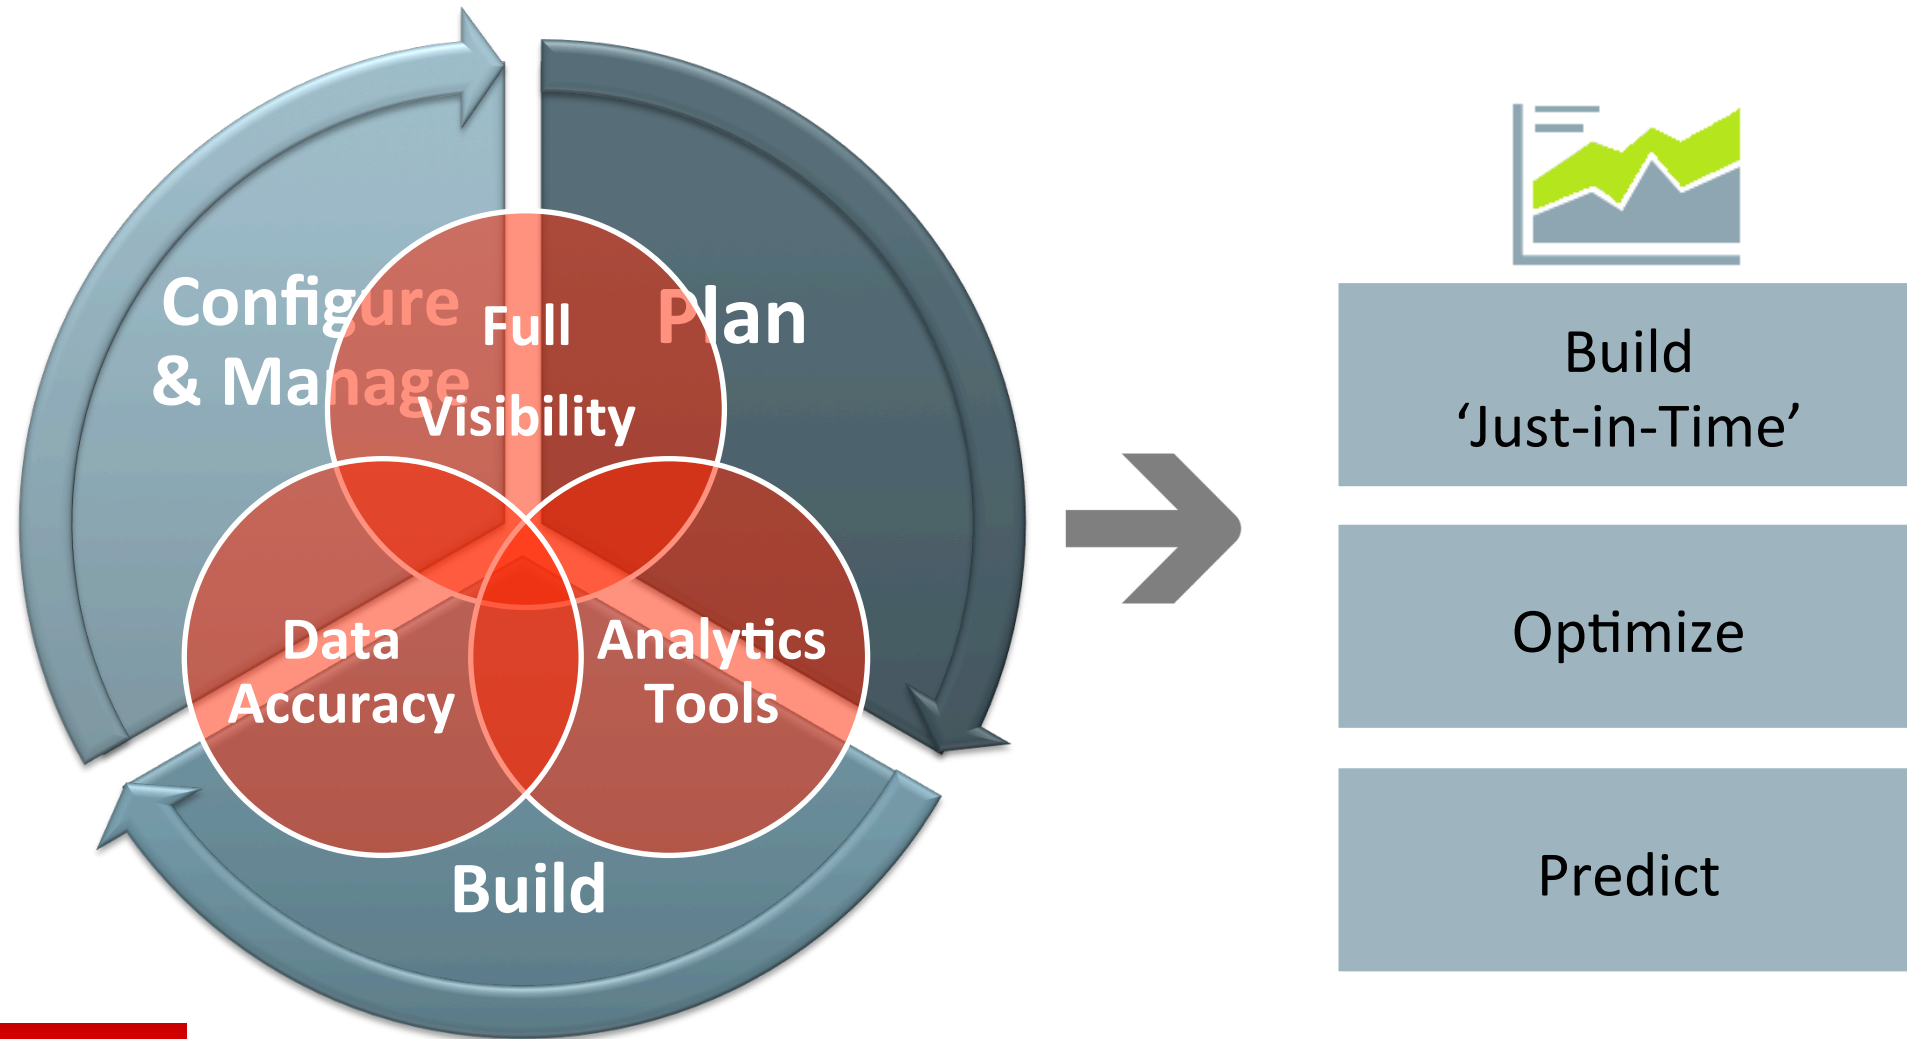 Configure
& Manage
Plan
Full
Visibility
Data
Accuracy
Analytics
Tools
Build
Build
‘Just-in-Time’
Optimize
Predict